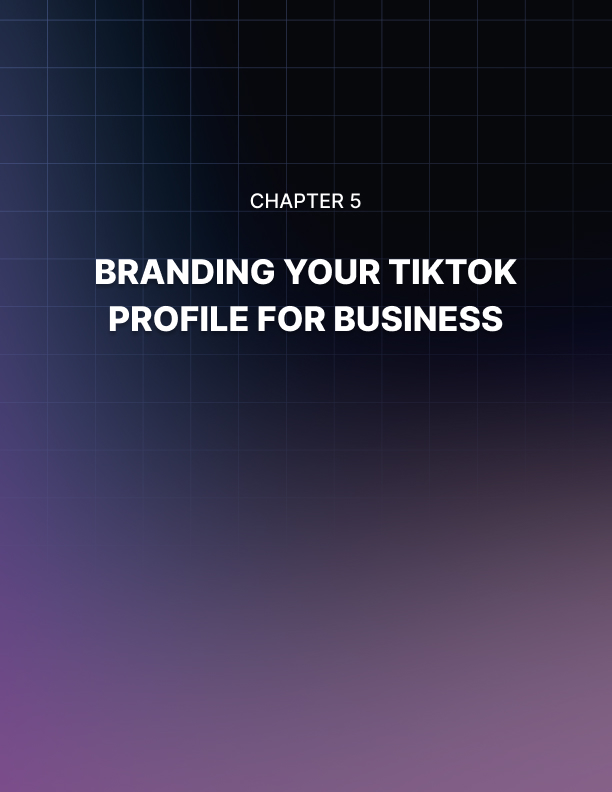 CHAPTER 5
BRANDING YOUR TIKTOK
PROFILE FOR BUSINESS